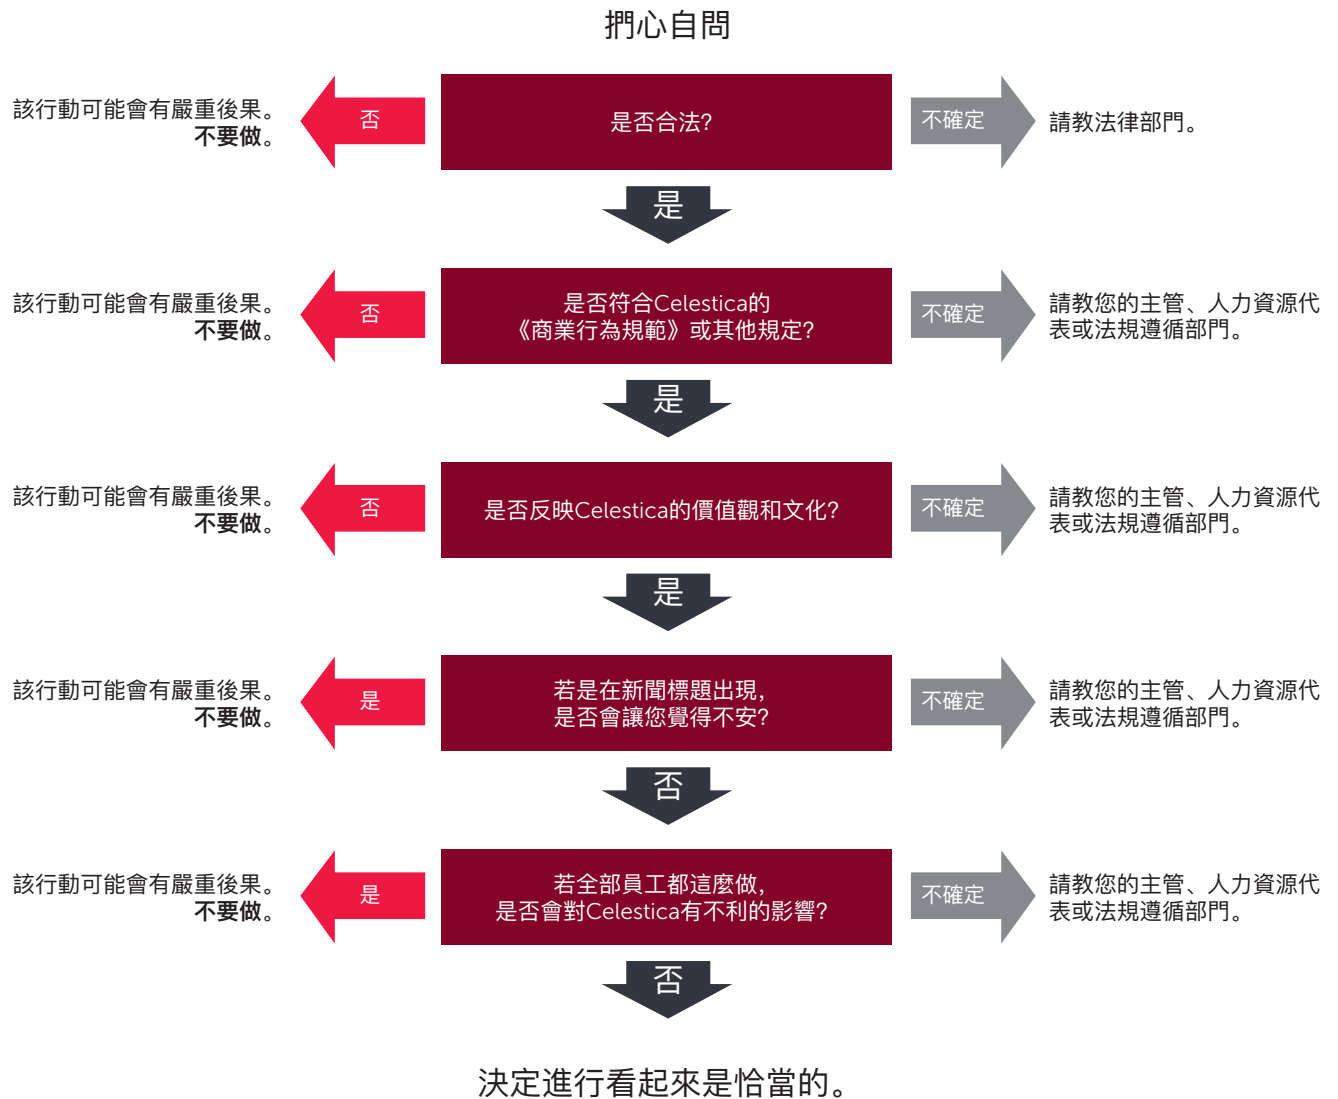 捫心自問
該行動可能會有嚴重後果。
不要做。
否
是否合法?
不確定
請教法律部門。
是
該行動可能會有嚴重後果。
不要做。
否
是否符合Celestica的
《商業行為規範》或其他規定?
不確定
請教您的主管、人力資源代
表或法規遵循部門。
是
該行動可能會有嚴重後果。
不要做。
否
是否反映Celestica的價值觀和文化?
不確定
請教您的主管、人力資源代
表或法規遵循部門。
是
該行動可能會有嚴重後果。
不要做。
是
若是在新聞標題出現,
是否會讓您覺得不安?
不確定
請教您的主管、人力資源代
表或法規遵循部門。
否
該行動可能會有嚴重後果。
不要做。
是
若全部員工都這麼做,
是否會對Celestica有不利的影響?
不確定
請教您的主管、人力資源代
表或法規遵循部門。
否
決定進行看起來是恰當的。